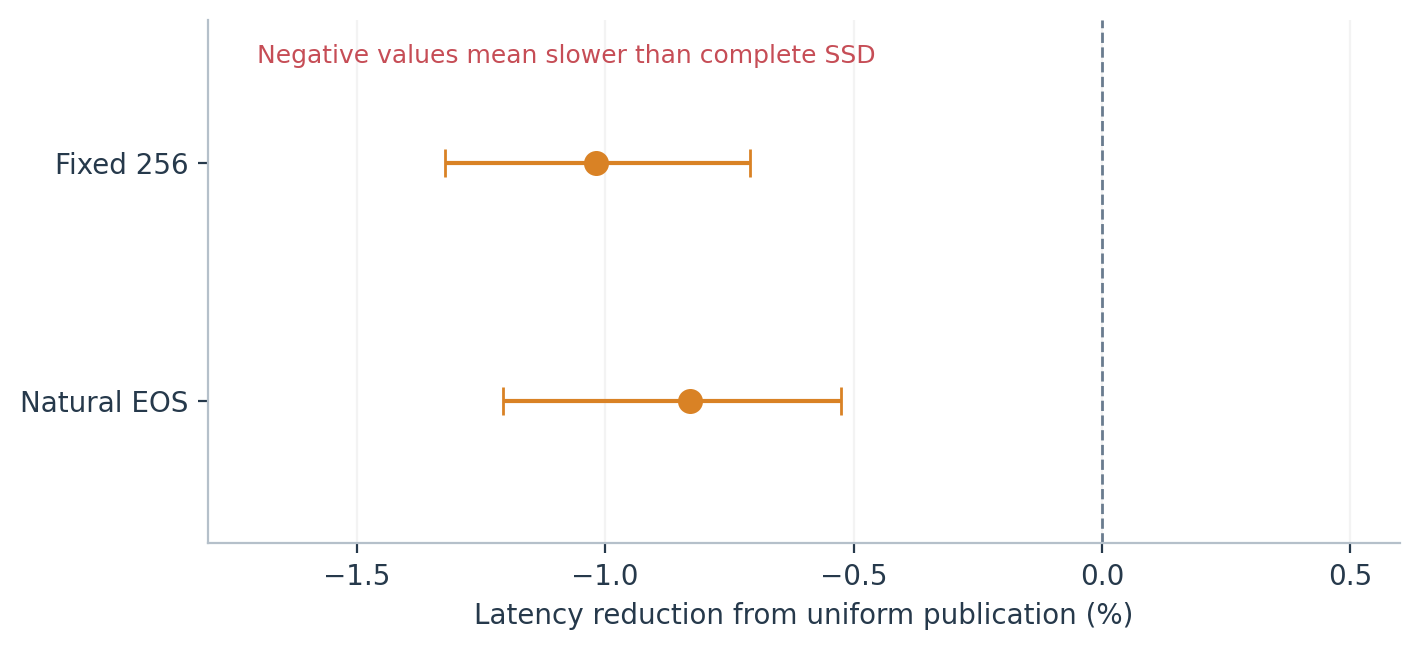 Negative values mean slower than complete SSD
Fixed 256
Natural EOS
−1.5 −1.0 −0.5 0.0 0.5
Latency reduction from uniform publication (%)